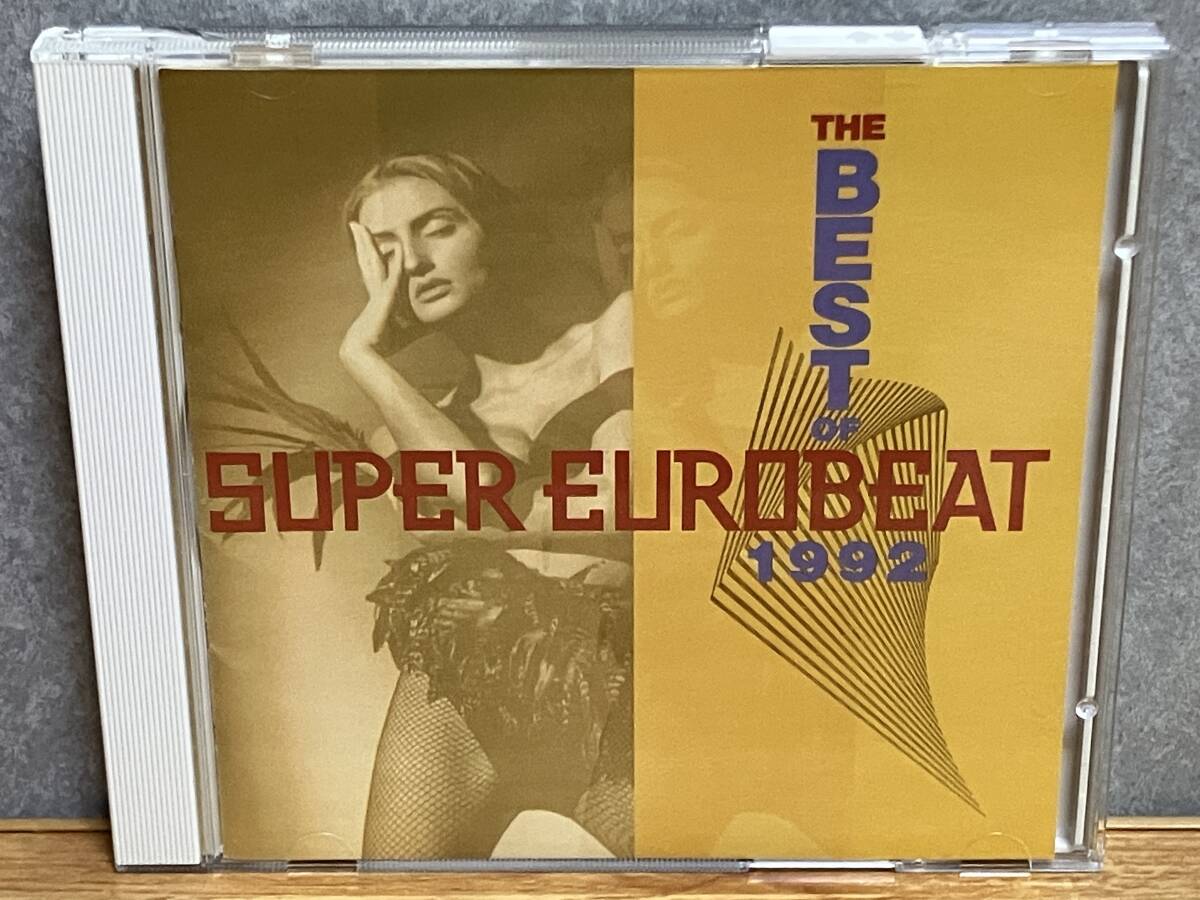 THE
BEST
OF
SUPER EUROBEAT
1992